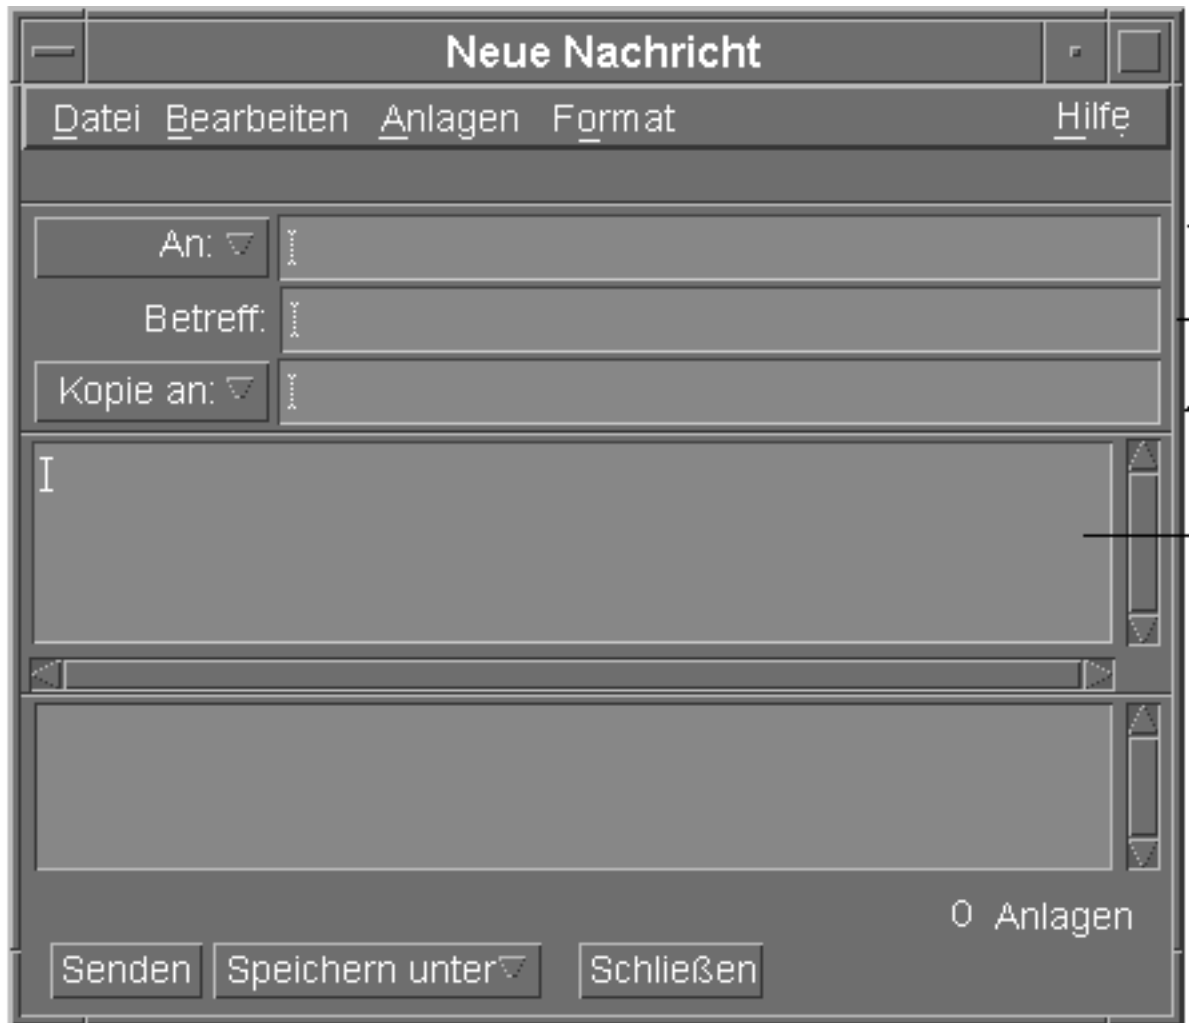 Neue Nachricht
Datei Bearbeiten Anlagen Format Hilfe
An:
Betreff:
Kopie an:
0 Anlagen
Senden Speichern unter Schließen